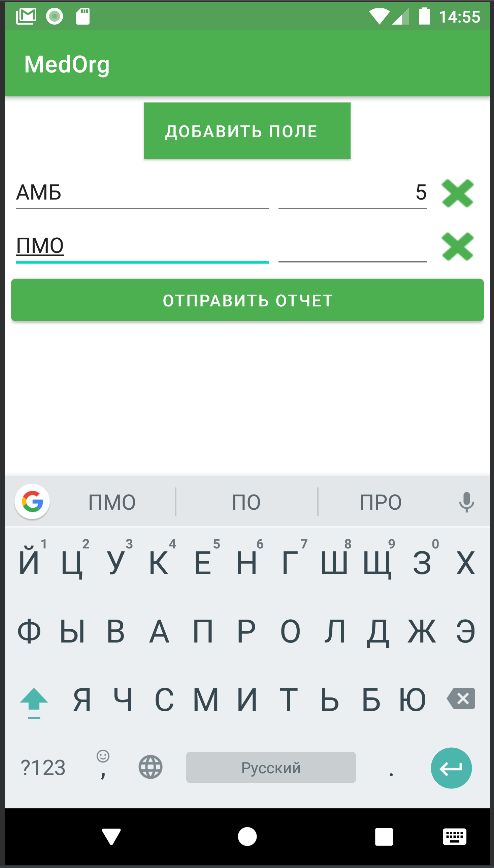 14:55
MedOrg
ДОБАВИТЬ ПОЛЕ
АМБ 5
ПМО
ОТПРАВИТЬ ОТЧЕТ
G ПМО ПО ПРО
1 2 3 4 5 6 7 8 9 0
Й Ц У К Е Н Г Ш Щ З Х
Ф Ы В А П Р О Л Д Ж Э
Я Ч С М И Т Ь Б Ю
?123 , Русский .